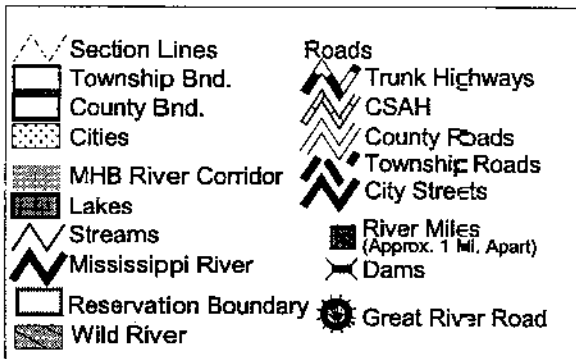 Section Lines
Township Bnd.
County Bnd.
Cities
MHB River Corridor
Lakes
Streams
Mississippi River
Reservation Boundary
Wild River
Roads
Trunk Highways
CSAH
County Roads
Township Roads
City Streets
River Miles
(Approx. 1 Mi. Apart)
Dams
Great River Road